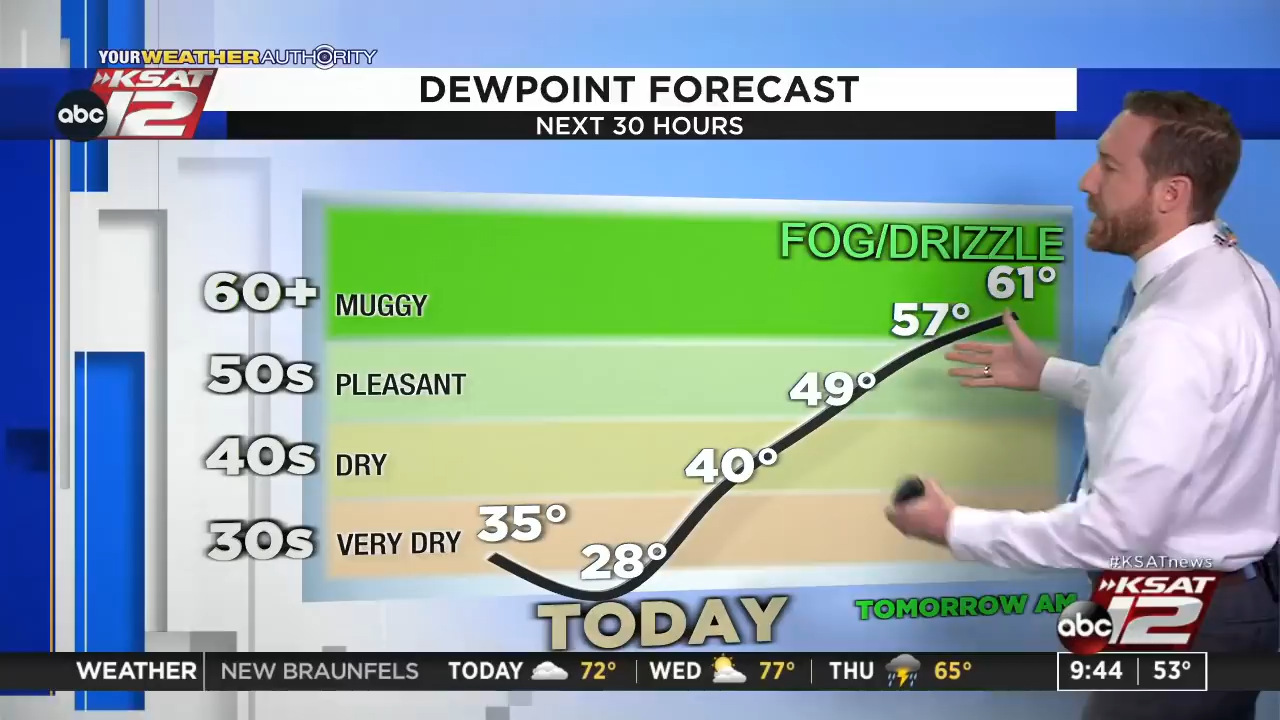 YOURWEATHERAUTHORITY
KSAT
abc 12
DEWPOINT FORECAST
NEXT 30 HOURS
FOG/DRIZZLE
61°
60+ MUGGY
57°
50s PLEASANT
49°
40s DRY
40°
35°
30s VERY DRY
28°
TODAY
TOMORROW AM
#KSATnews
KSAT
abc 12
WEATHER NEW BRAUNFELS TODAY 72° WED 77° THU 65° 9:44 53°